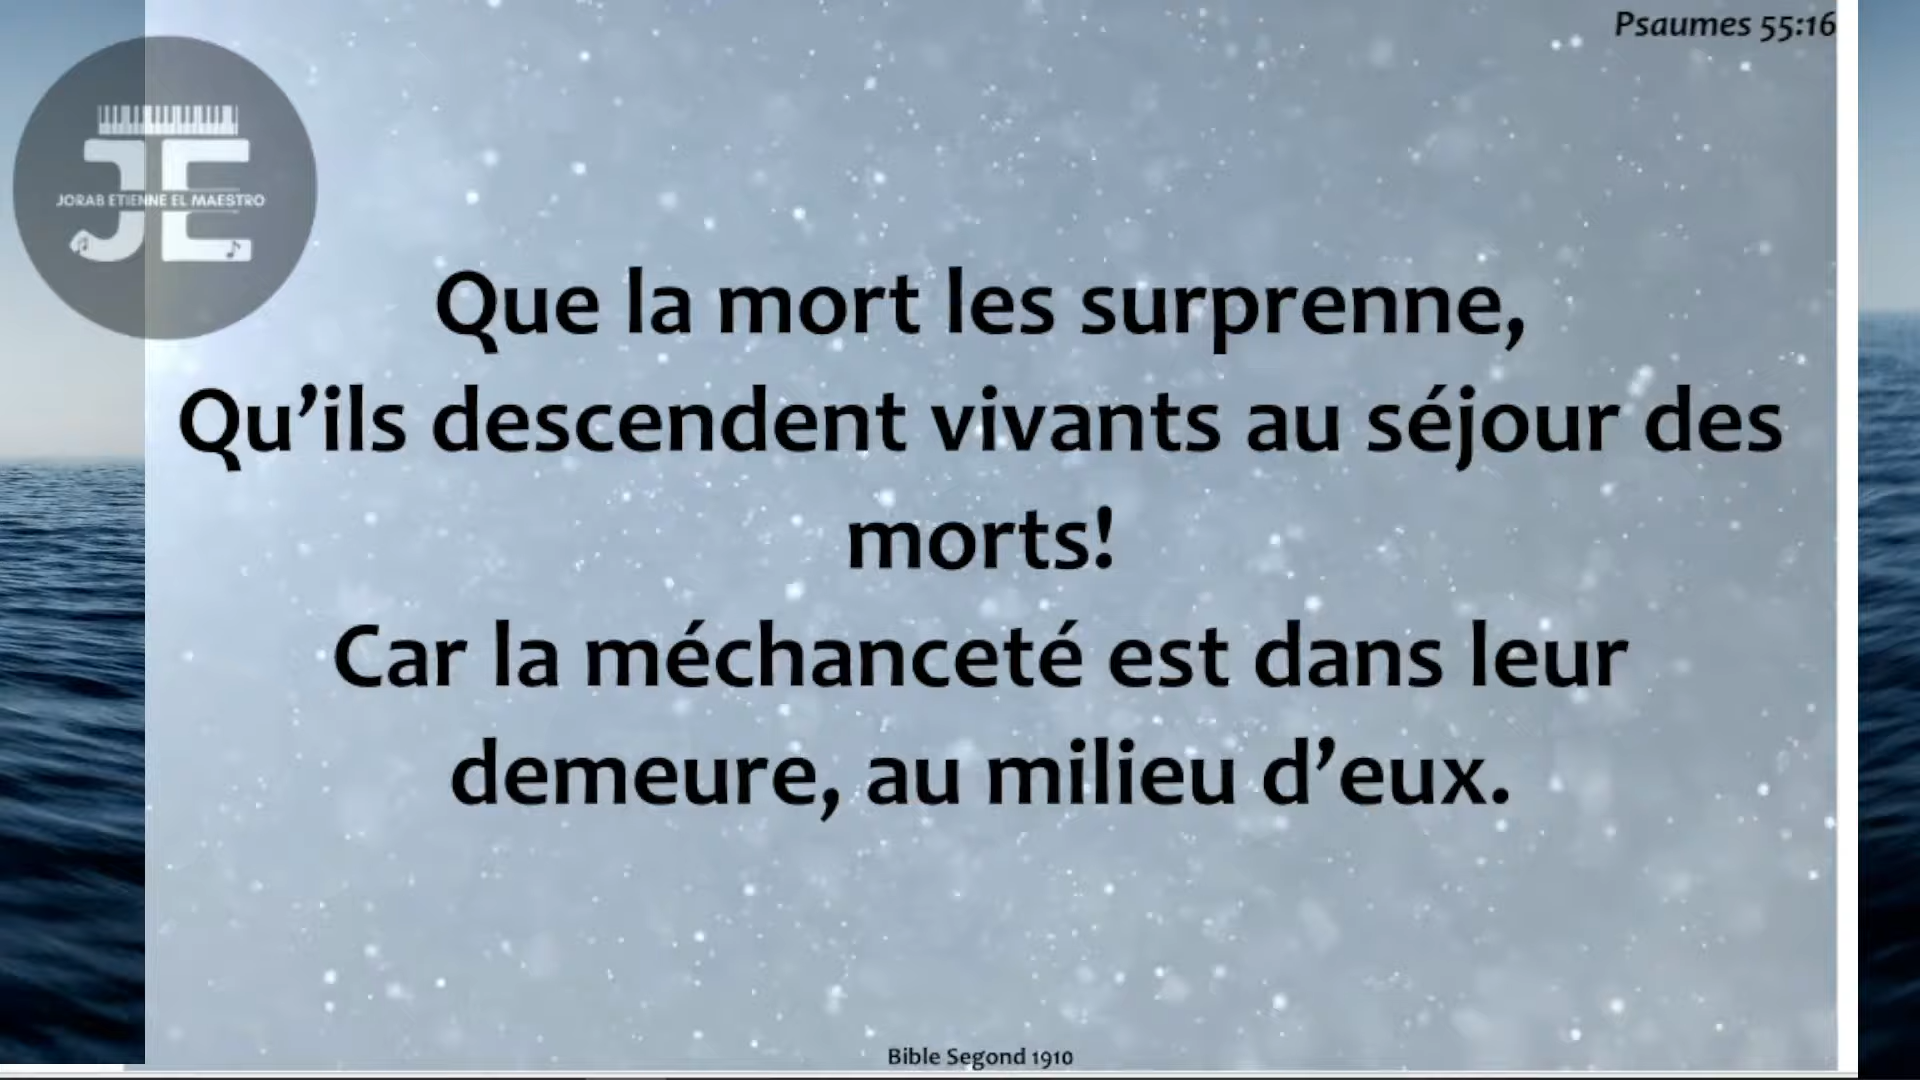 Psaumes 55:16
JE
JORAB ETIENNE EL MAESTRO
Que la mort les surprenne,
Qu’ils descendent vivants au séjour des
morts!
Car la méchanceté est dans leur
demeure, au milieu d’eux.
Bible Segond 1910